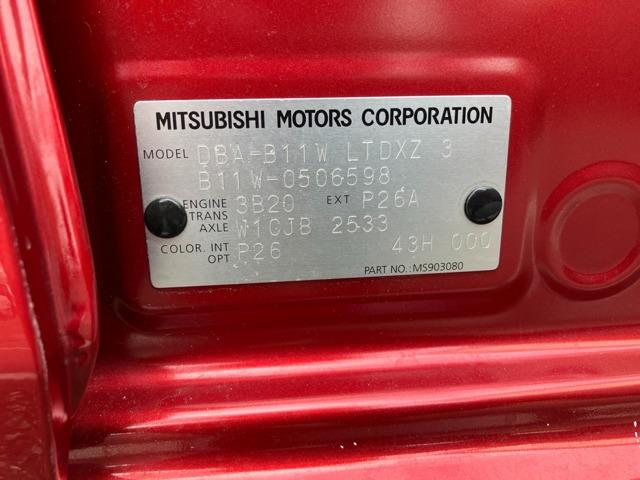 MITSUBISHI MOTORS CORPORATION
MODEL DBA-B11W LTDXZ 3
B11W-0506598
ENGINE 3B20 EXT P26A
TRANS
AXLE W1CJB 2533
COLOR. INT P26 43H 000
OPT
PART NO.: MS903080